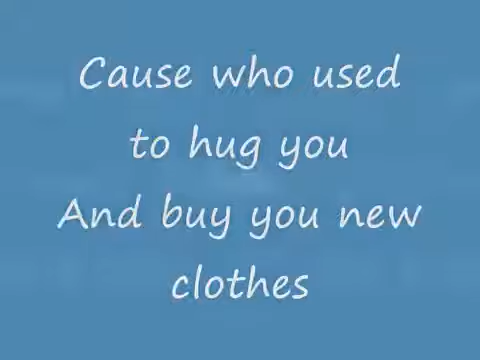 Cause who used
to hug you
And buy you new
clothes